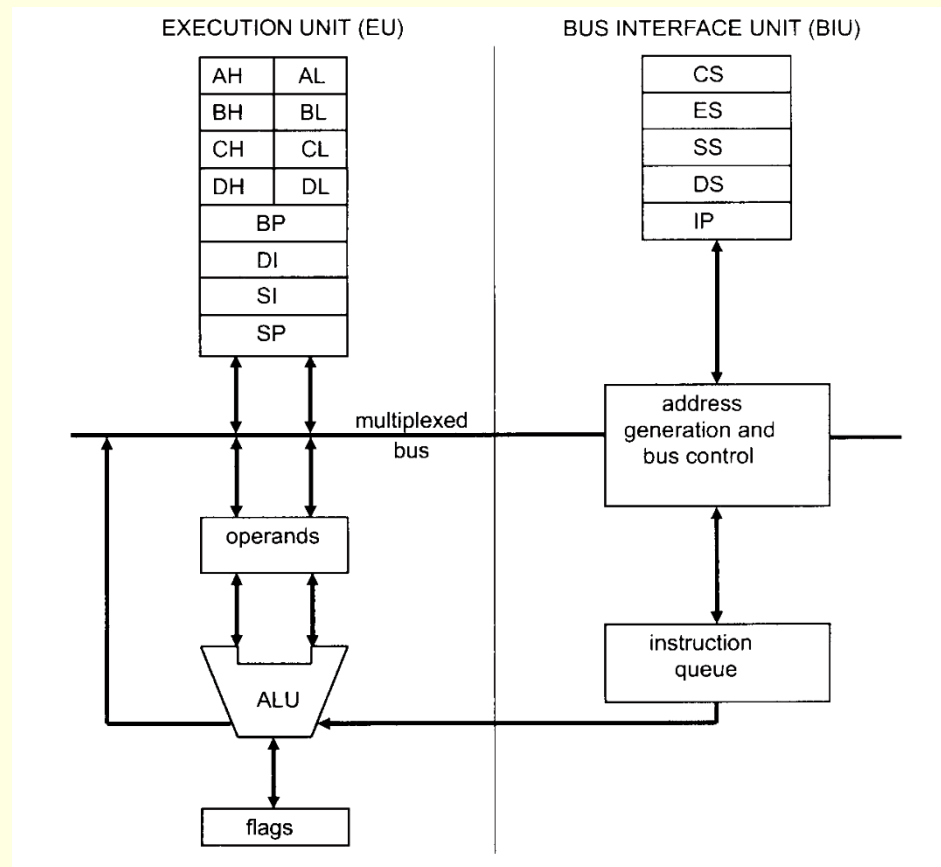 EXECUTION UNIT (EU)
BUS INTERFACE UNIT (BIU)
AH AL
BH BL
CH CL
DH DL
BP
DI
SI
SP
CS
ES
SS
DS
IP
multiplexed
bus
address
generation and
bus control
operands
instruction
queue
ALU
flags